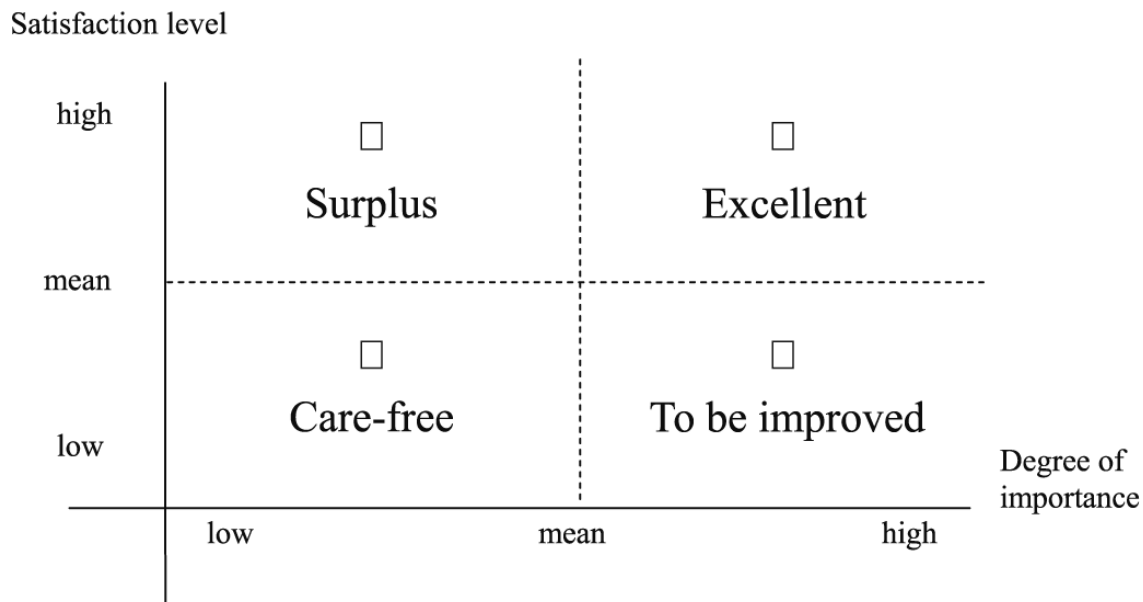 Satisfaction level
high
Surplus
Excellent
mean
Care-free
To be improved
low
Degree of
importance
low
mean
high